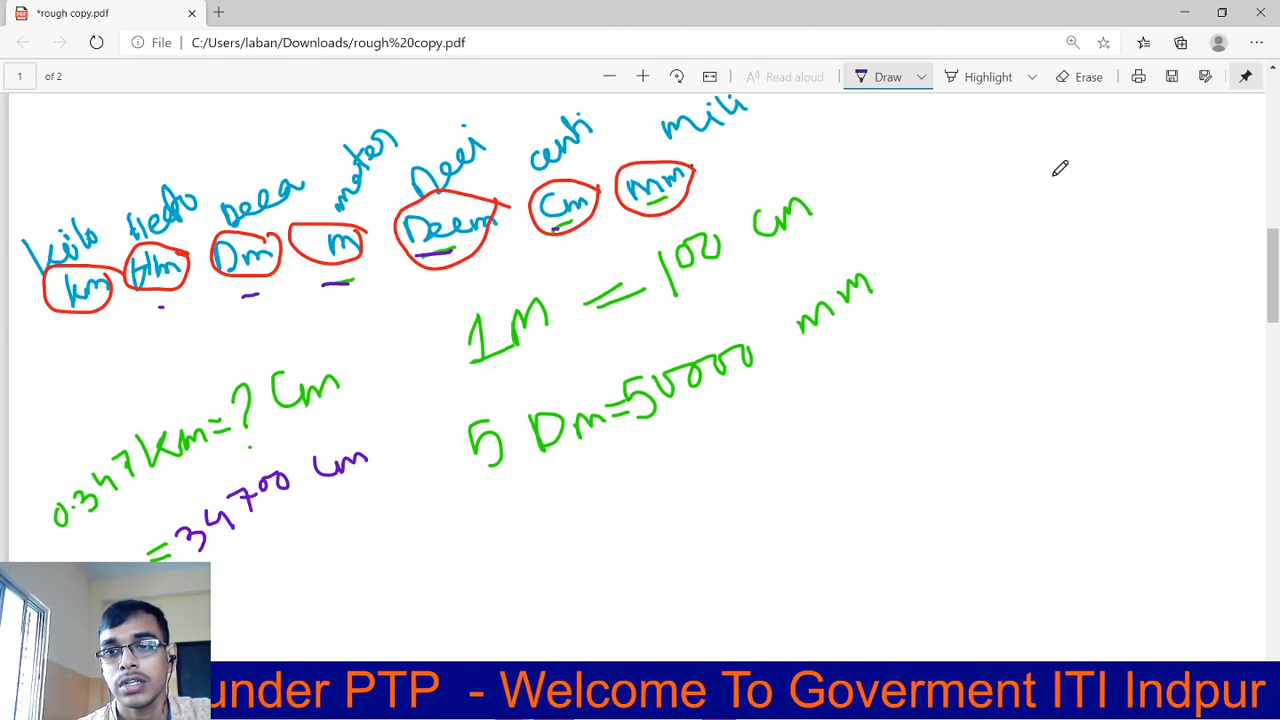 *rough copy.pdf
File C:/Users/laban/Downloads/rough%20copy.pdf
1 of 2 Read aloud Draw Highlight Erase
kilo Hecto Deca meter Deci centi mili
km Hm Dm m Decm Cm mm
1m = 100 cm
5 Dm=50000 mm
0.347km=? Cm
=34700 cm
under PTP - Welcome To Goverment ITI Indpur